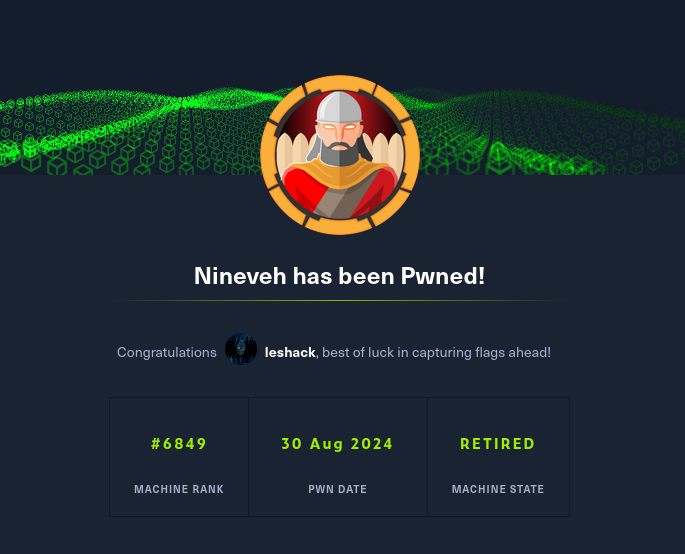 Nineveh has been Pwned!
Congratulations leshack, best of luck in capturing flags ahead!
#6849
MACHINE RANK
30 Aug 2024
PWN DATE
RETIRED
MACHINE STATE